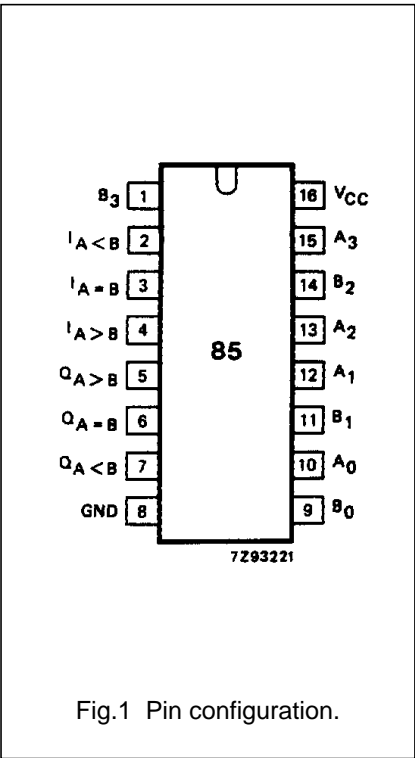 B3 1 16 VCC
IA<B 2 15 A3
IA=B 3 14 B2
IA>B 4 13 A2
85
QA>B 5 12 A1
QA=B 6 11 B1
QA<B 7 10 A0
GND 8 9 B0
7Z93221
Fig.1 Pin configuration.